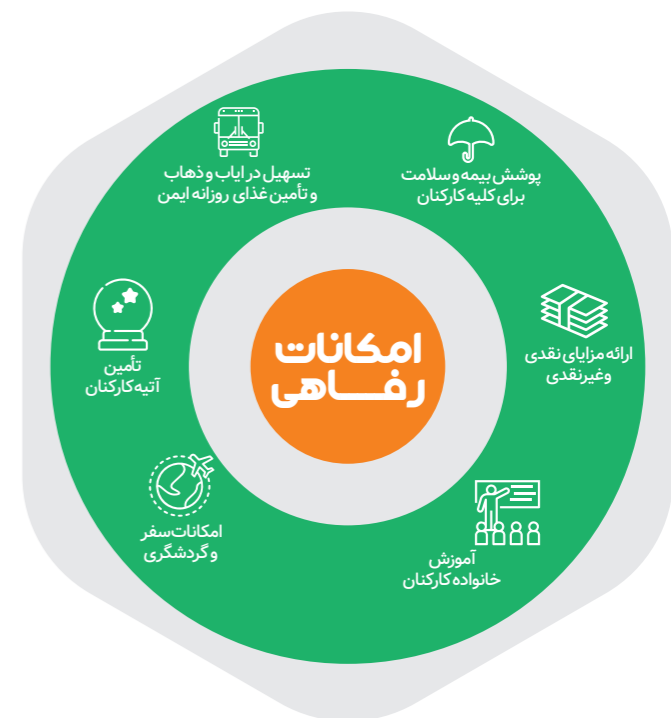 امکانات
رفاهی
پوشش بیمه و سلامت
برای کلیه کارکنان
ارائه مزایای نقدی
و غیرنقدی
آموزش
خانواده کارکنان
امکانات سفر
و گردشگری
تأمین
آتیه کارکنان
تسهیل در ایاب و ذهاب
و تأمین غذای روزانه ایمن